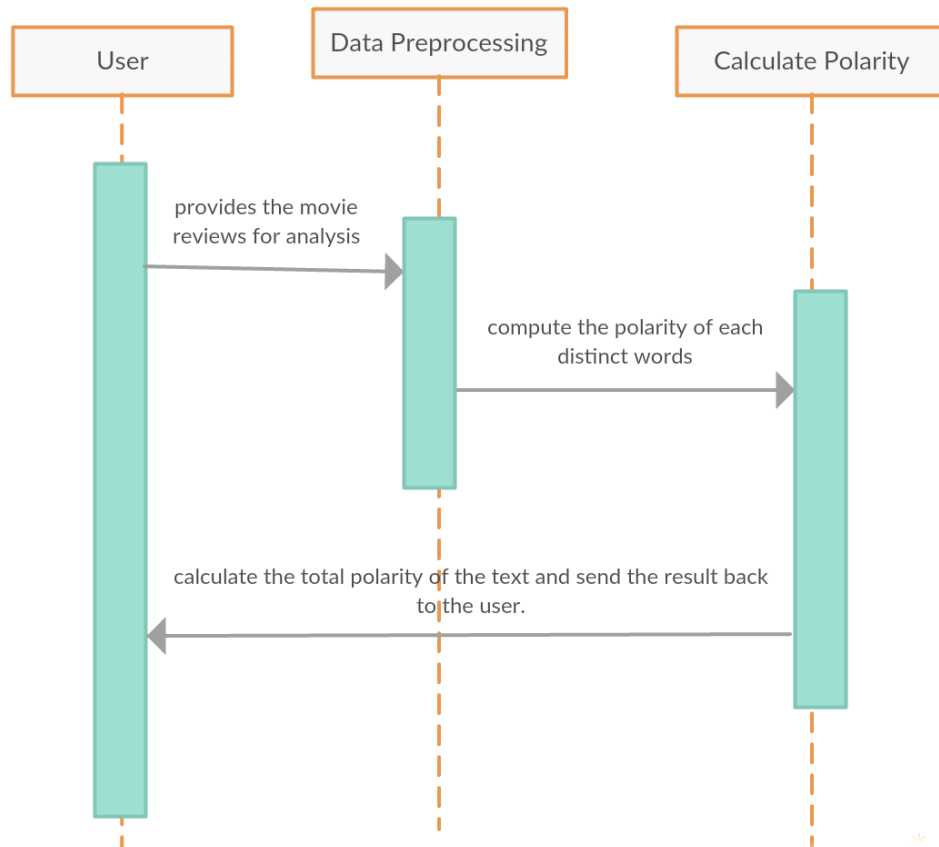 User
Data Preprocessing
Calculate Polarity
provides the movie
reviews for analysis
compute the polarity of each
distinct words
calculate the total polarity of the text and send the result back
to the user.